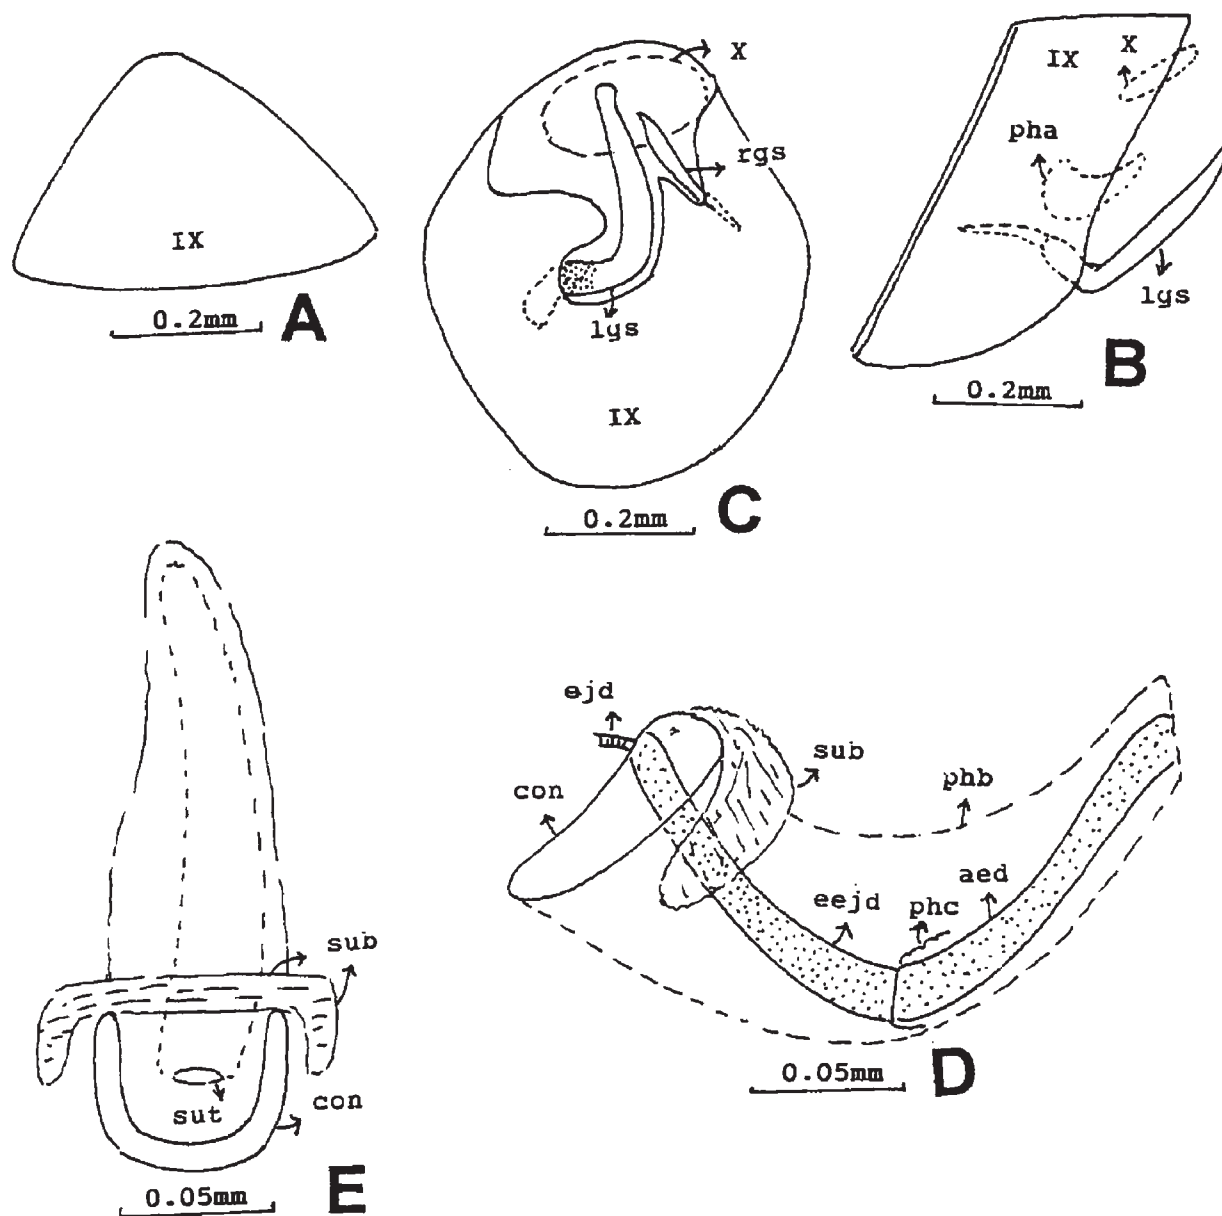 IX
0.2mm
A
X
rgs
lgs
IX
0.2mm
C
IX
X
pha
lgs
0.2mm
B
sub
sut
con
0.05mm
E
ejd
con
sub
phb
eejd
phc
aed
0.05mm
D